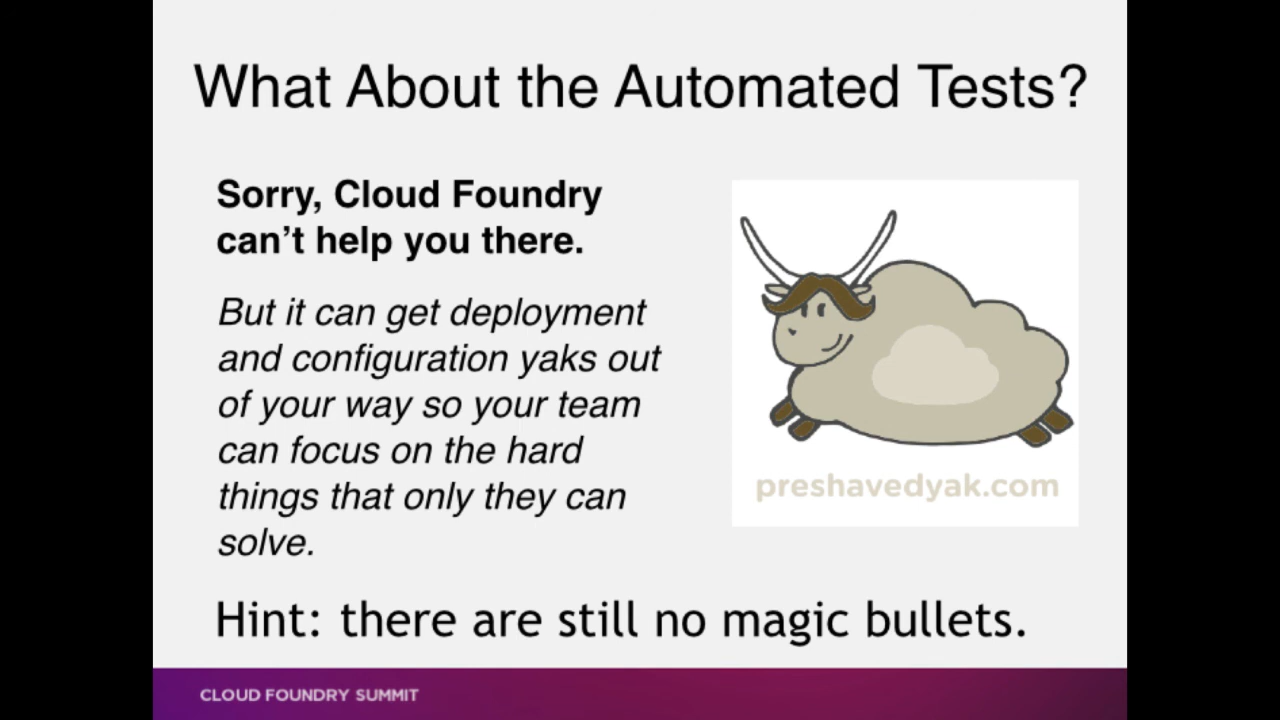 What About the Automated Tests?
Sorry, Cloud Foundry
can't help you there.
But it can get deployment
and configuration yaks out
of your way so your team
can focus on the hard
things that only they can
solve.
preshavedyak.com
Hint: there are still no magic bullets.
CLOUD FOUNDRY SUMMIT